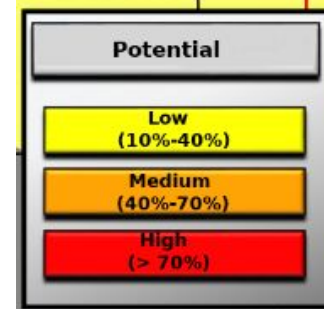 Potential
Low
(10%-40%)
Medium
(40%-70%)
High
(> 70%)